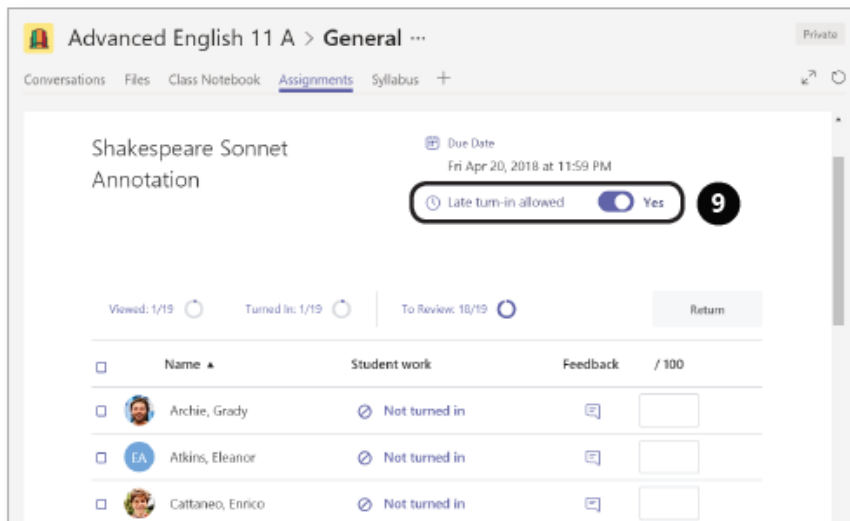 Advanced English 11 A > General ···
Private
Conversations Files Class Notebook Assignments Syllabus +
Shakespeare Sonnet
Annotation
Due Date
Fri Apr 20, 2018 at 11:59 PM
Late turn-in allowed Yes
9
Viewed: 1/19 Turned In: 1/19 To Review: 18/19 Return
Name ▲ Student work Feedback / 100
Archie, Grady Not turned in
EA Atkins, Eleanor Not turned in
Cattaneo, Enrico Not turned in